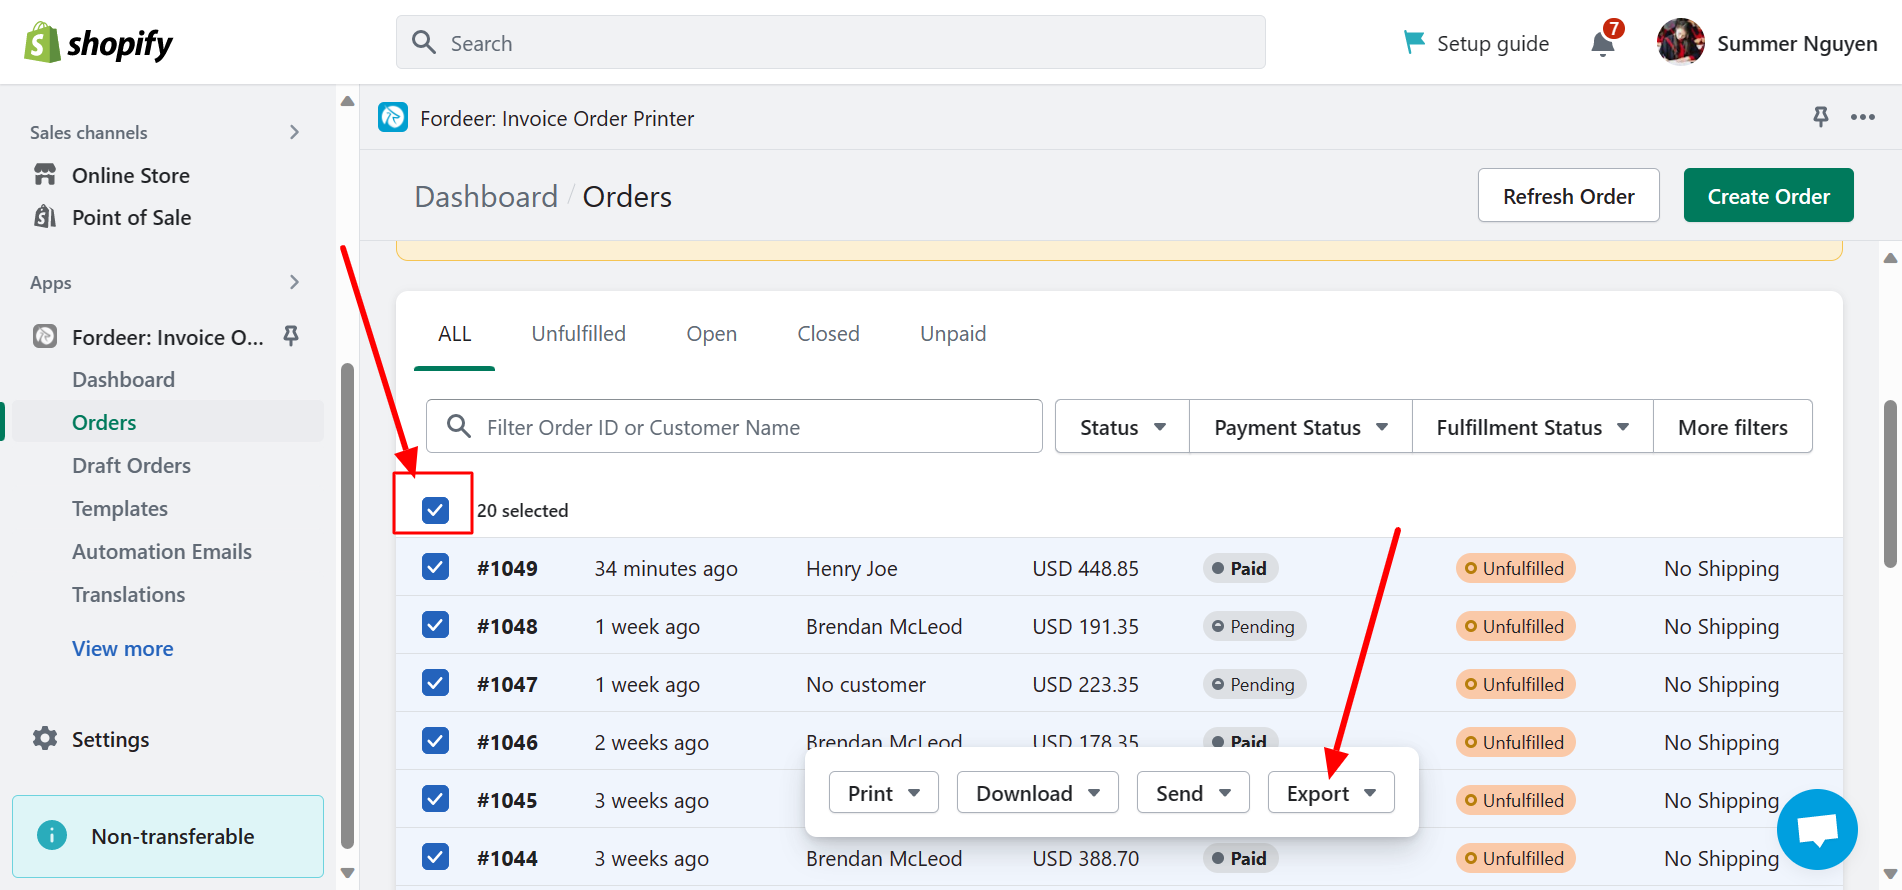 shopify
Search
Setup guide
7
Summer Nguyen
Sales channels
Online Store
Point of Sale
Apps
Fordeer: Invoice O...
Dashboard
Orders
Draft Orders
Templates
Automation Emails
Translations
View more
Settings
Non-transferable
Fordeer: Invoice Order Printer
Dashboard / Orders
Refresh Order
Create Order
ALL Unfulfilled Open Closed Unpaid
Filter Order ID or Customer Name
Status Payment Status Fulfillment Status More filters
20 selected
#1049 34 minutes ago Henry Joe USD 448.85 Paid Unfulfilled No Shipping
#1048 1 week ago Brendan McLeod USD 191.35 Pending Unfulfilled No Shipping
#1047 1 week ago No customer USD 223.35 Pending Unfulfilled No Shipping
#1046 2 weeks ago Brendan McLeod USD 178.35 Paid Unfulfilled No Shipping
#1045 3 weeks ago Unfulfilled No Shipping
Print Download Send Export
#1044 3 weeks ago Brendan McLeod USD 388.70 Paid Unfulfilled No Shipping